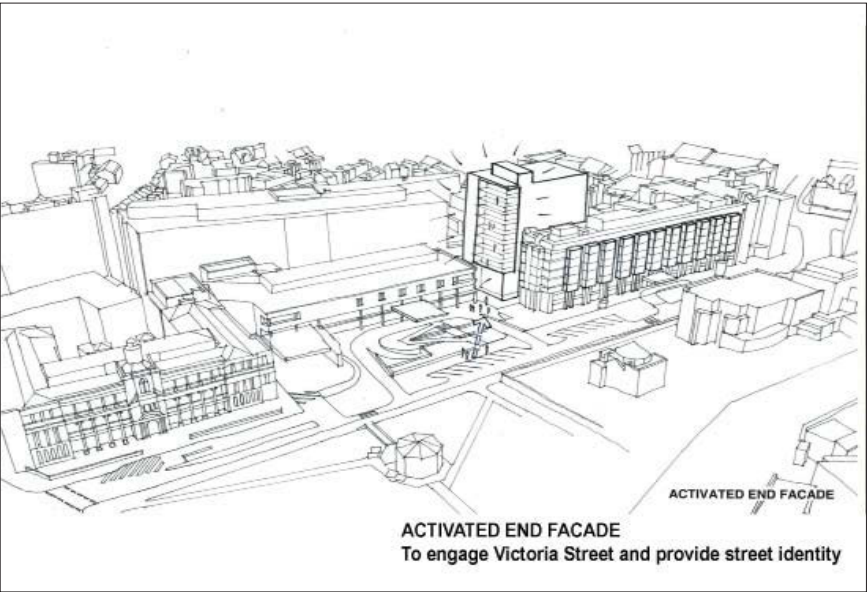 ACTIVATED END FACADE
ACTIVATED END FACADE
To engage Victoria Street and provide street identity